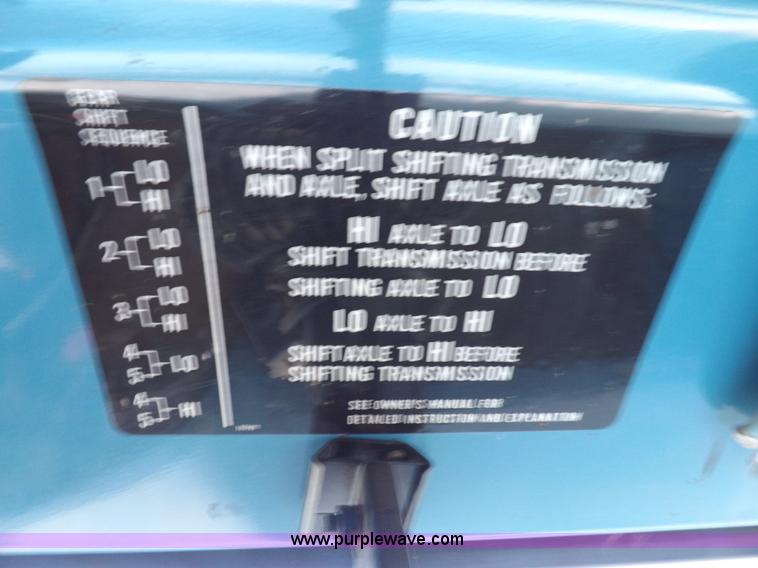 GEAR
SHIFT
SEQUENCE
1 LO
HI
2 LO
HI
3 LO
HI
4
5 LO
4
5 HI
CAUTION
WHEN SPLIT SHIFTING TRANSMISSION
AND AXLE, SHIFT AXLE AS FOLLOWS:
HI AXLE TO LO
SHIFT TRANSMISSION BEFORE
SHIFTING AXLE TO LO
LO AXLE TO HI
SHIFT AXLE TO HI BEFORE
SHIFTING TRANSMISSION
SEE OWNER'S MANUAL FOR
DETAILED INSTRUCTION AND EXPLANATION
www.purplewave.com